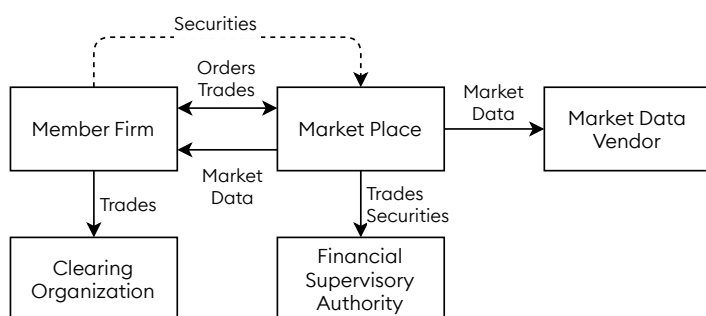 Securities
Orders
Trades
Member Firm
Market Place
Market
Data
Market Data
Vendor
Market
Data
Trades
Trades
Securities
Clearing
Organization
Financial
Supervisory
Authority